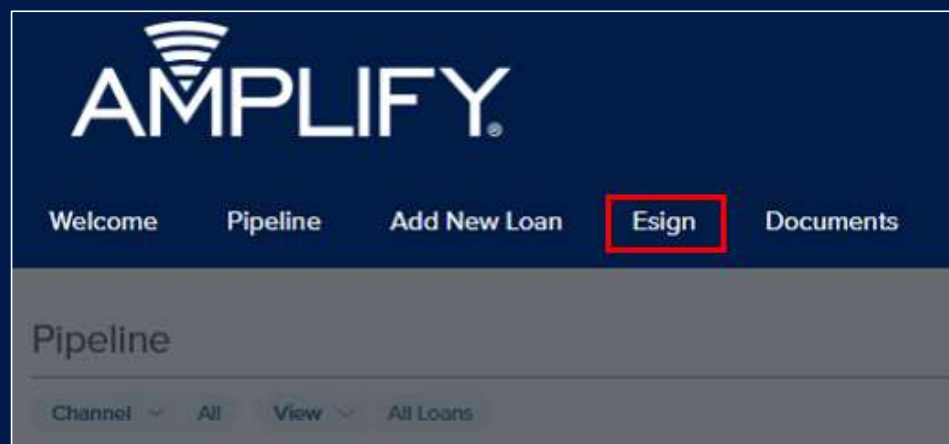 AMPLIFY®
Welcome Pipeline Add New Loan Esign Documents
Pipeline
Channel All View All Loans